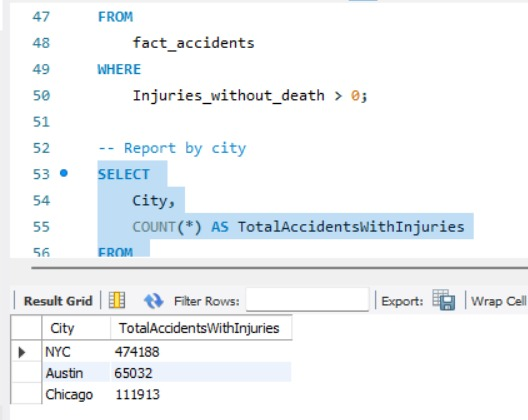 47 FROM
48 fact_accidents
49 WHERE
50 Injuries_without_death > 0;
51
52 -- Report by city
53 SELECT
54 City,
55 COUNT(*) AS TotalAccidentsWithInjuries
56 FROM
Result Grid Filter Rows: Export: Wrap Cell
City TotalAccidentsWithInjuries
NYC 474188
Austin 65032
Chicago 111913